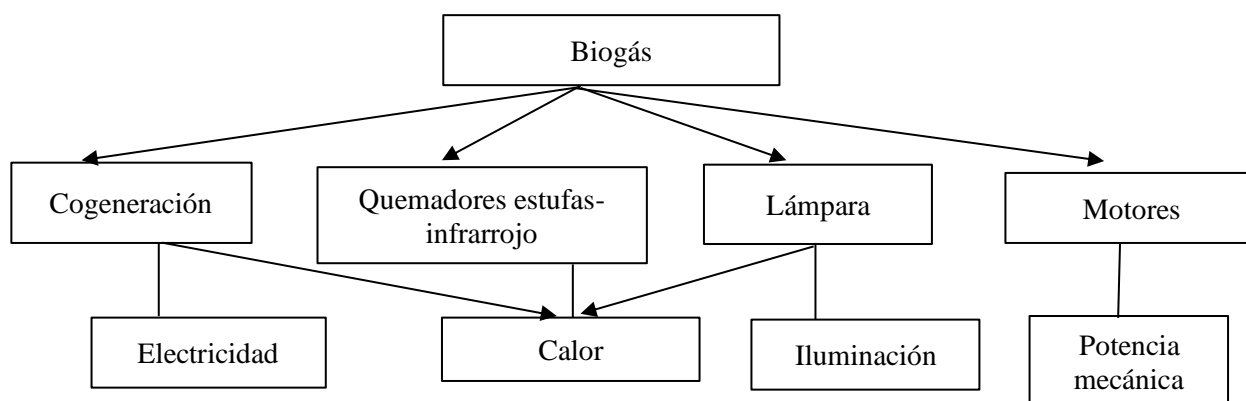 Biogás
Cogeneración
Quemadores estufas-
infrarrojo
Lámpara
Motores
Electricidad
Calor
Iluminación
Potencia
mecánica